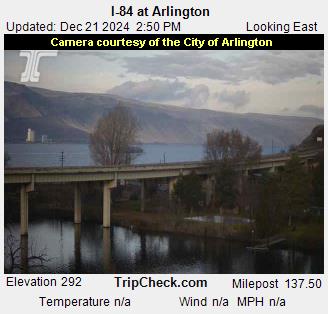 I-84 at Arlington
Updated: Dec 21 2024 2:50 PM Looking East
Camera courtesy of the City of Arlington
Elevation 292 TripCheck.com Milepost 137.50
Temperature n/a Wind n/a MPH n/a